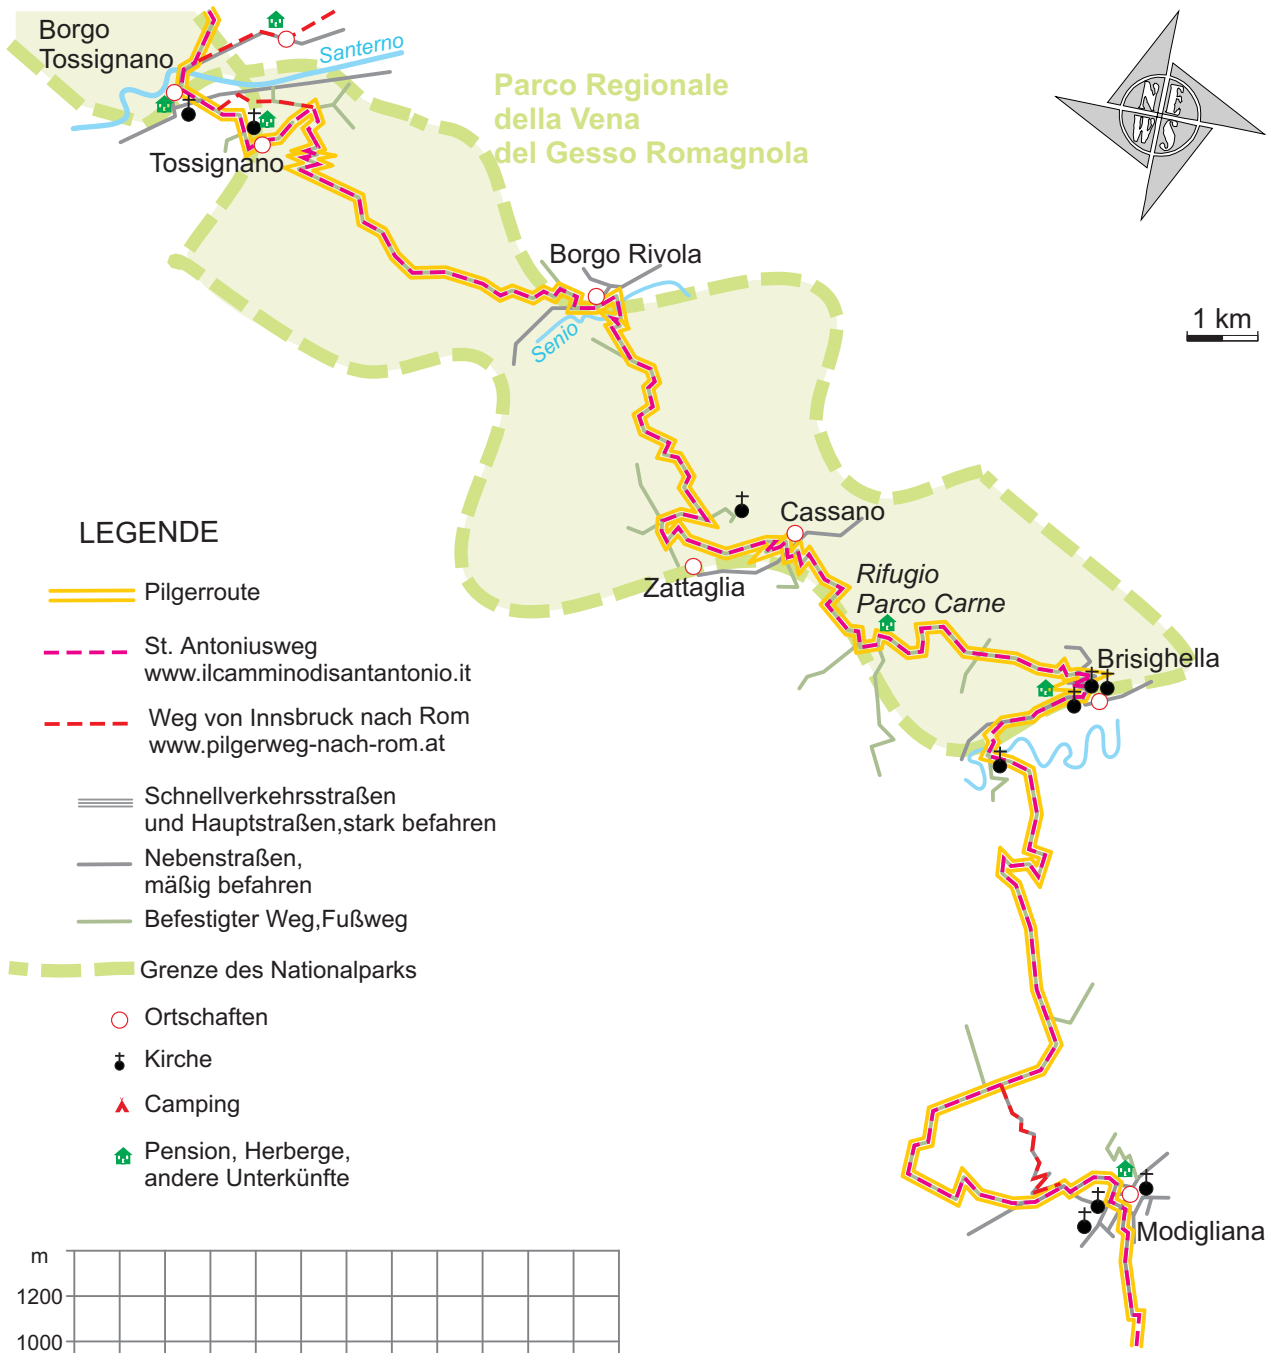 Borgo
Tossignano
Santerno
Parco Regionale
della Vena
del Gesso Romagnola
N E
W S
Tossignano
Borgo Rivola
1 km
Senio
Cassano
LEGENDE
Zattaglia
Rifugio
Parco Carne
Pilgerroute
St. Antoniusweg
www.ilcamminodisantantonio.it
Brisighella
Weg von Innsbruck nach Rom
www.pilgerweg-nach-rom.at
Schnellverkehrsstraßen
und Hauptstraßen,stark befahren
Nebenstraßen,
mäßig befahren
Befestigter Weg,Fußweg
Grenze des Nationalparks
Ortschaften
Kirche
Camping
Pension, Herberge,
andere Unterkünfte
Modigliana
m
1200
1000